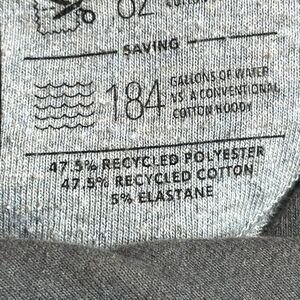 62
SAVING
184
GALLONS OF WATER
VS. A CONVENTIONAL
COTTON HOODY
47.5% RECYCLED POLYESTER
47.5% RECYCLED COTTON
5% ELASTANE